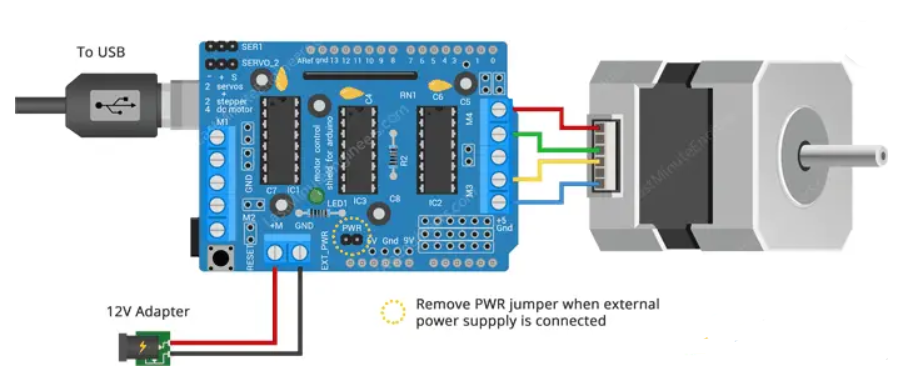 To USB
SER1
SERVO_2
ARef gnd 13 12 11 10 9 8 7 6 5 4 3 2 1 0
- + S
2 servos
+
2 stepper
4 dc motor
M1
GND
C7
IC1
motor control
shield for arduino
C4
RN1
C6
C5
M4
R2
M3
IC3
IC2
C8
LED1
M2
+M
GND
PWR
EXT_PWR
RESET
5V Gnd 9V
+5
Gnd
12V Adapter
Remove PWR jumper when external
power suppply is connected